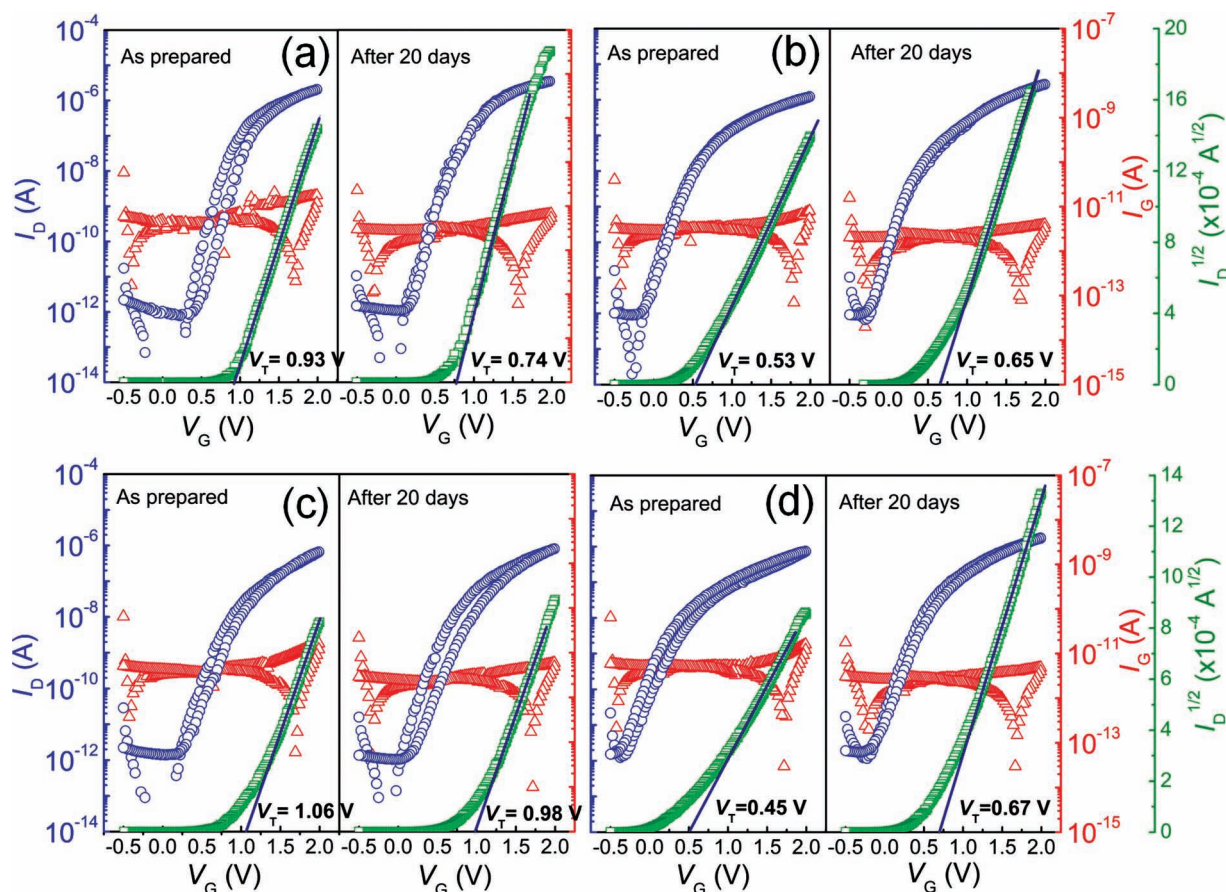 (a)
As prepared
After 20 days
10^-4
10^-6
10^-8
10^-10
10^-12
10^-14
I_D (A)
V_T= 0.93 V
V_T= 0.74 V
-0.5 0.0 0.5 1.0 1.5 2.0
-0.5 0.0 0.5 1.0 1.5 2.0
V_G (V)
V_G (V)
(b)
As prepared
After 20 days
V_T= 0.53 V
V_T= 0.65 V
-0.5 0.0 0.5 1.0 1.5 2.0
-0.5 0.0 0.5 1.0 1.5 2.0
V_G (V)
V_G (V)
10^-7
10^-9
10^-11
10^-13
10^-15
I_G (A)
20
16
12
8
4
0
I_D^1/2 (x10^-4 A^1/2)
(c)
As prepared
After 20 days
10^-4
10^-6
10^-8
10^-10
10^-12
10^-14
I_D (A)
V_T= 1.06 V
V_T= 0.98 V
-0.5 0.0 0.5 1.0 1.5 2.0
-0.5 0.0 0.5 1.0 1.5 2.0
V_G (V)
V_G (V)
(d)
As prepared
After 20 days
V_T=0.45 V
V_T=0.67 V
-0.5 0.0 0.5 1.0 1.5 2.0
-0.5 0.0 0.5 1.0 1.5 2.0
V_G (V)
V_G (V)
10^-7
10^-9
10^-11
10^-13
10^-15
I_G (A)
14
12
10
8
6
4
2
0
I_D^1/2 (x10^-4 A^1/2)